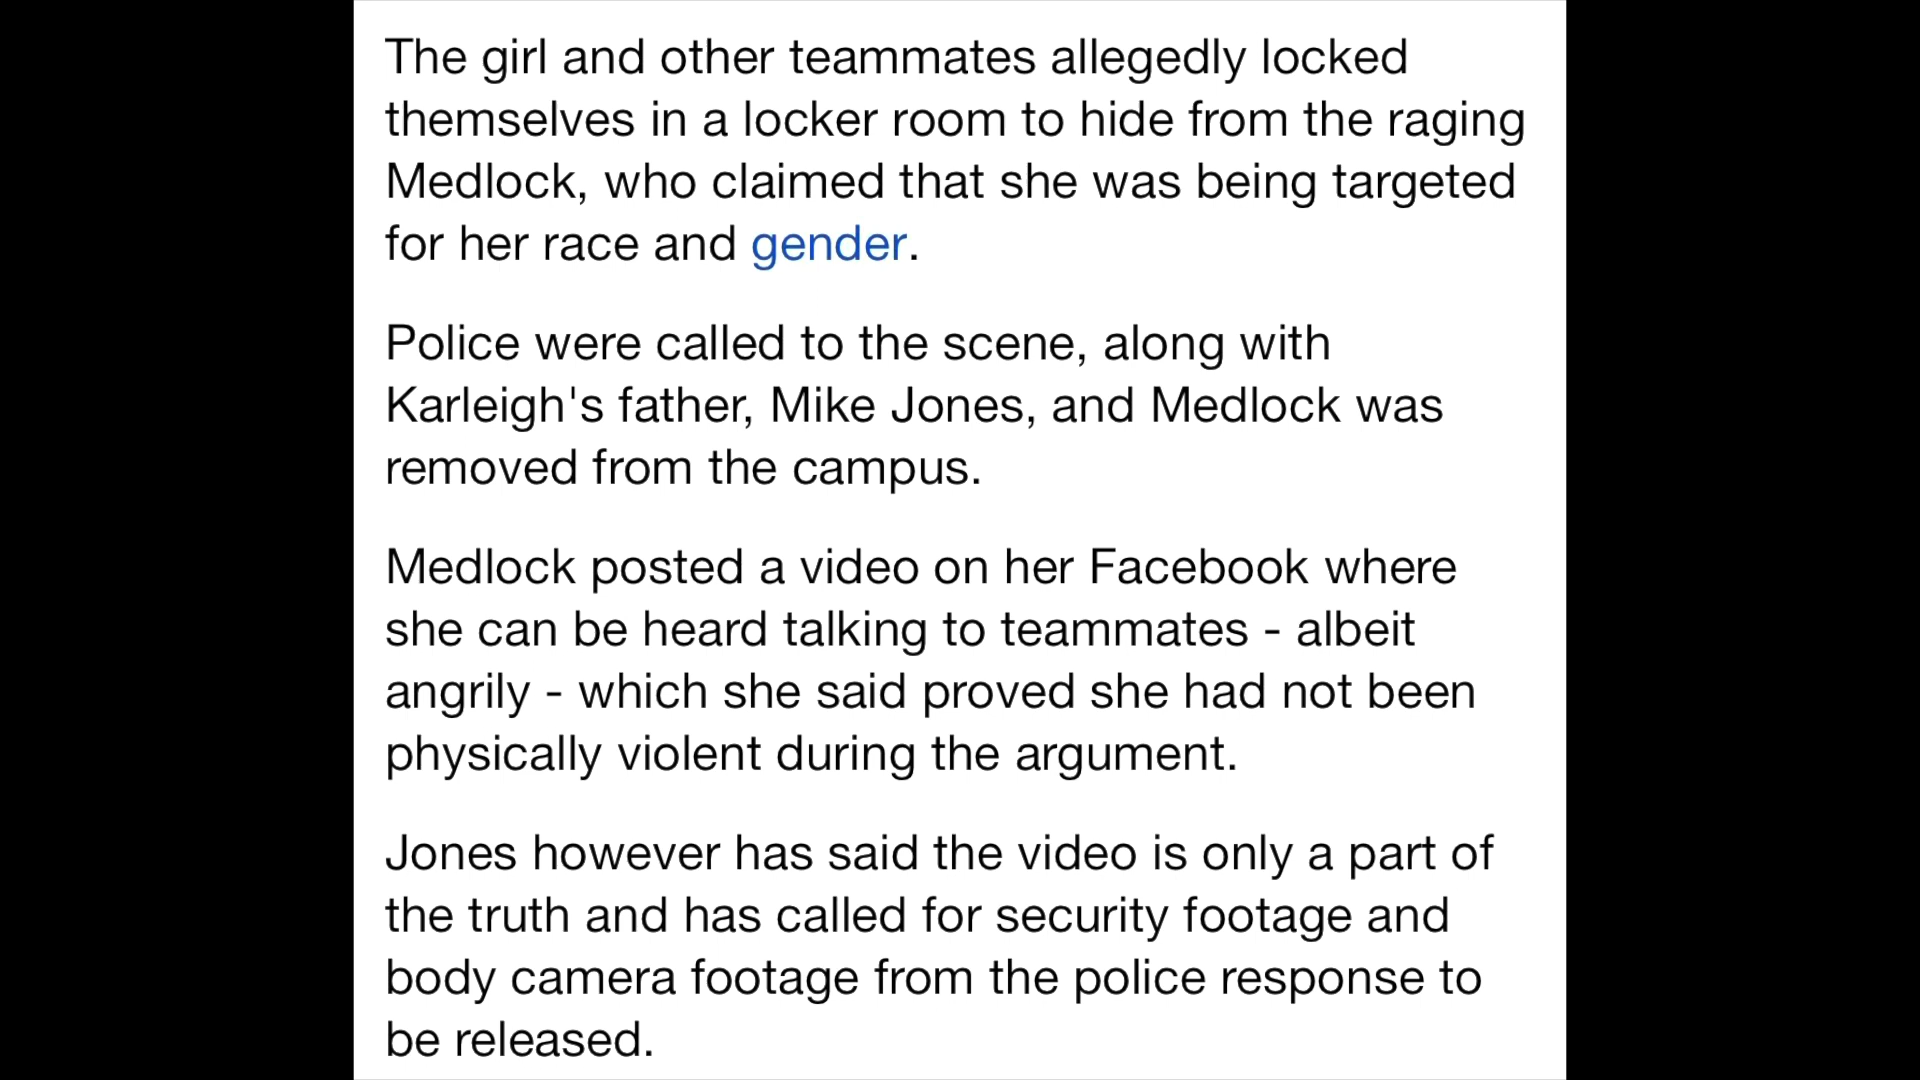 The girl and other teammates allegedly locked
themselves in a locker room to hide from the raging
Medlock, who claimed that she was being targeted
for her race and gender.
Police were called to the scene, along with
Karleigh's father, Mike Jones, and Medlock was
removed from the campus.
Medlock posted a video on her Facebook where
she can be heard talking to teammates - albeit
angrily - which she said proved she had not been
physically violent during the argument.
Jones however has said the video is only a part of
the truth and has called for security footage and
body camera footage from the police response to
be released.